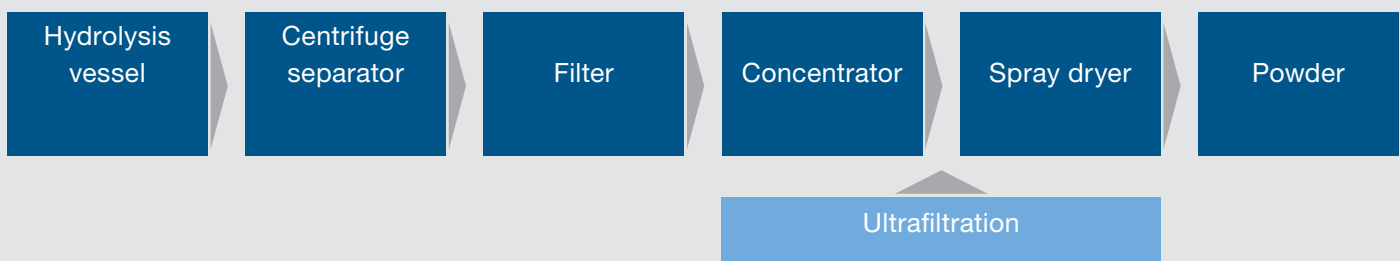 Hydrolysis
vessel
Centrifuge
separator
Filter
Concentrator
Spray dryer
Powder
Ultrafiltration